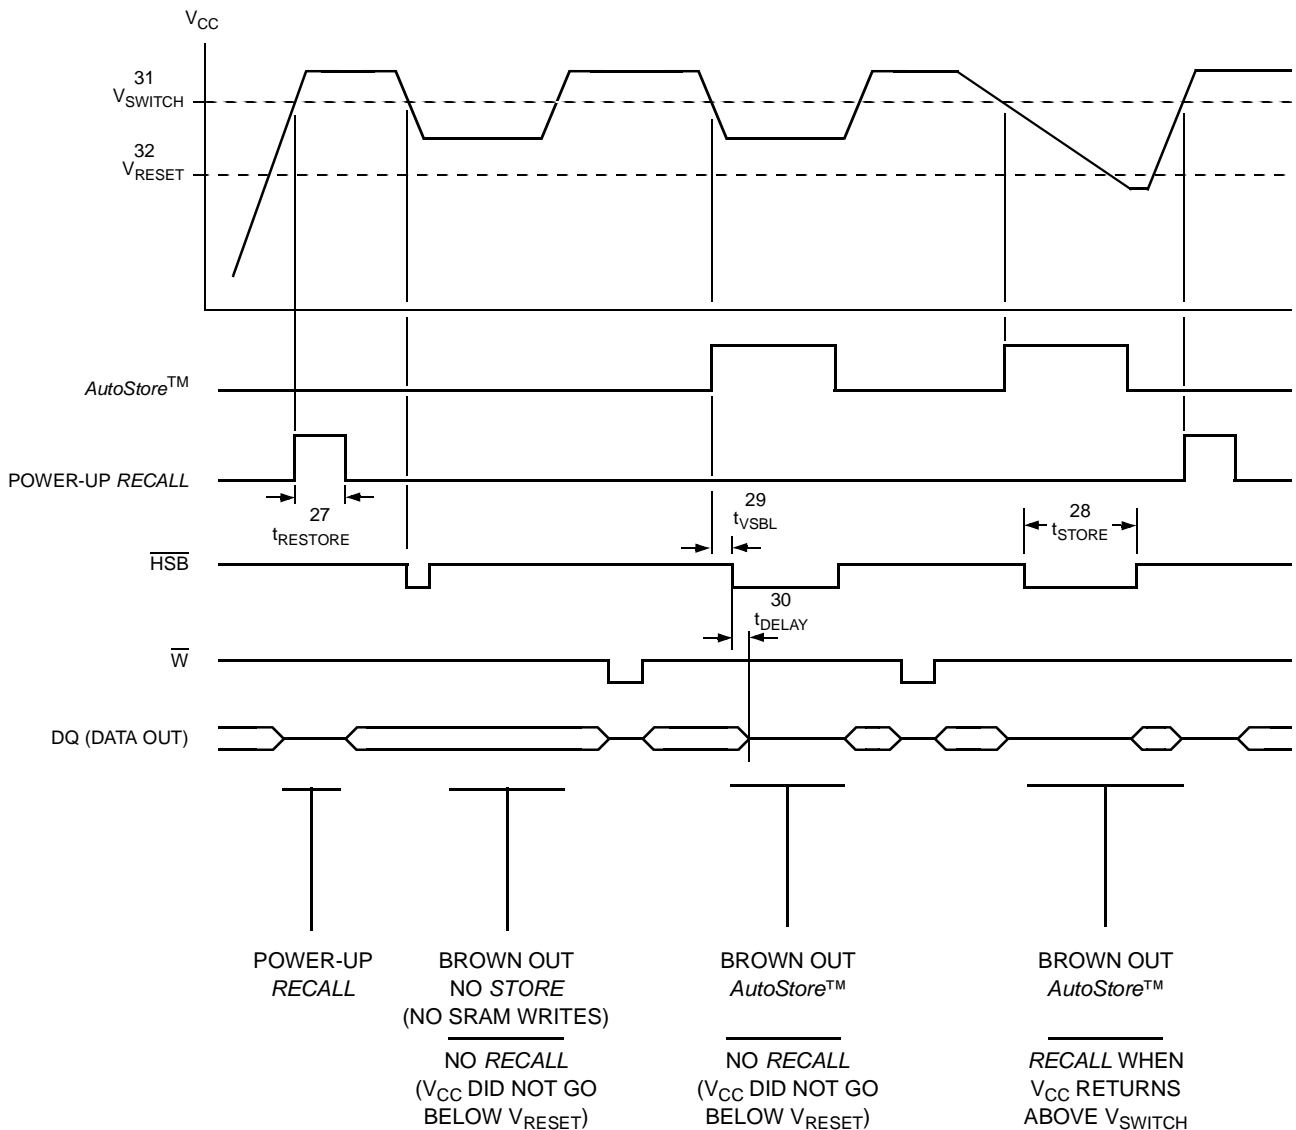 VCC
31
VSWITCH
32
VRESET
AutoStore™
POWER-UP RECALL
27
tRESTORE
29
tVSBL
28
tSTORE
HSB
30
tDELAY
W
DQ (DATA OUT)
POWER-UP
RECALL
BROWN OUT
NO STORE
(NO SRAM WRITES)
NO RECALL
(VCC DID NOT GO
BELOW VRESET)
BROWN OUT
AutoStore™
NO RECALL
(VCC DID NOT GO
BELOW VRESET)
BROWN OUT
AutoStore™
RECALL WHEN
VCC RETURNS
ABOVE VSWITCH